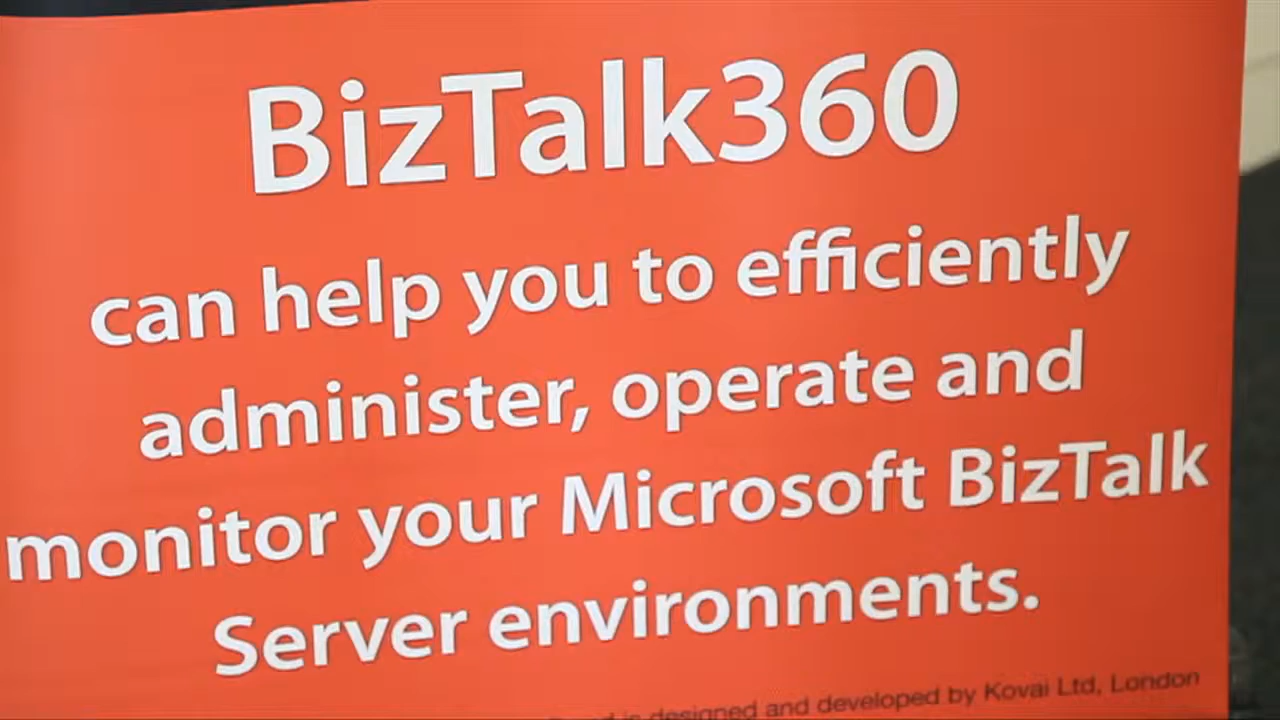 BizTalk360
can help you to efficiently
administer, operate and
monitor your Microsoft BizTalk
Server environments.
is designed and developed by Kovai Ltd, London